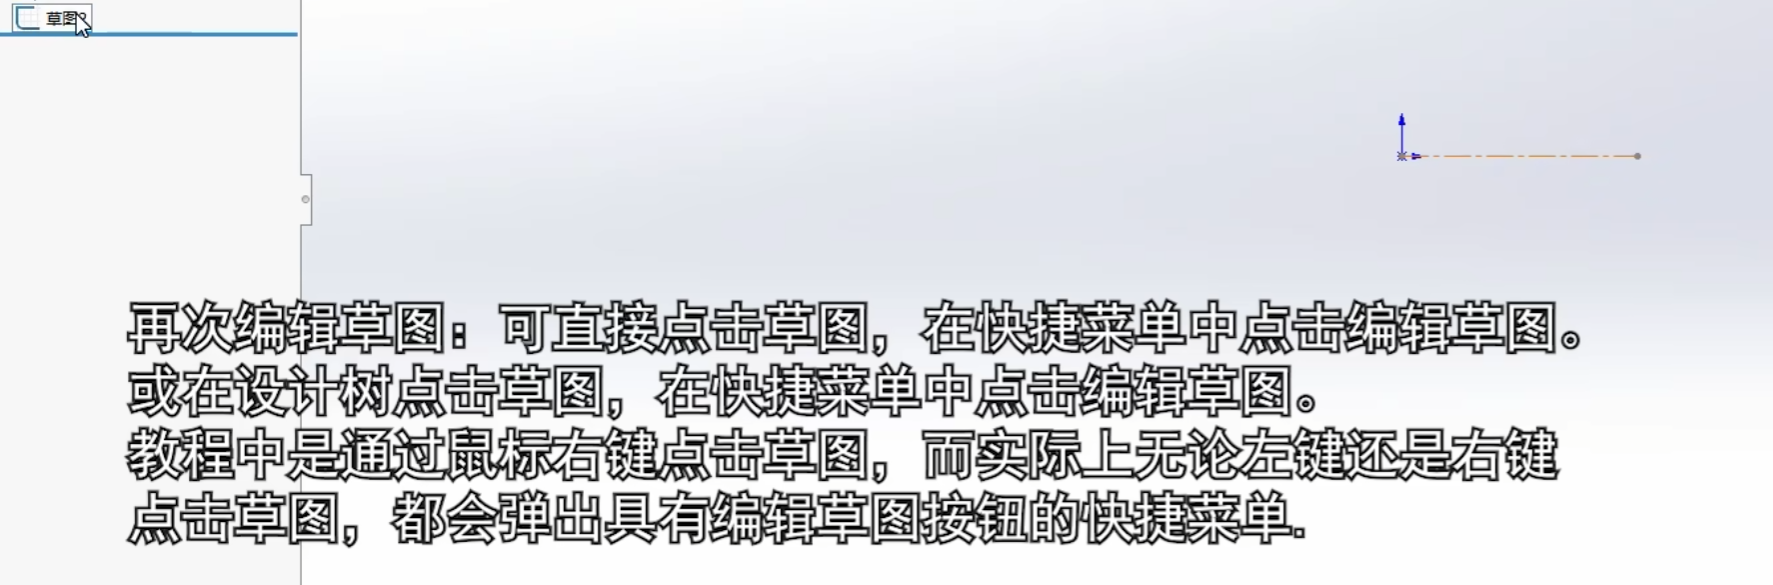 草图
再次编辑草图：可直接点击草图，在快捷菜单中点击编辑草图。
或在设计树点击草图，在快捷菜单中点击编辑草图。
教程中是通过鼠标右键点击草图，而实际上无论左键还是右键
点击草图，都会弹出具有编辑草图按钮的快捷菜单.